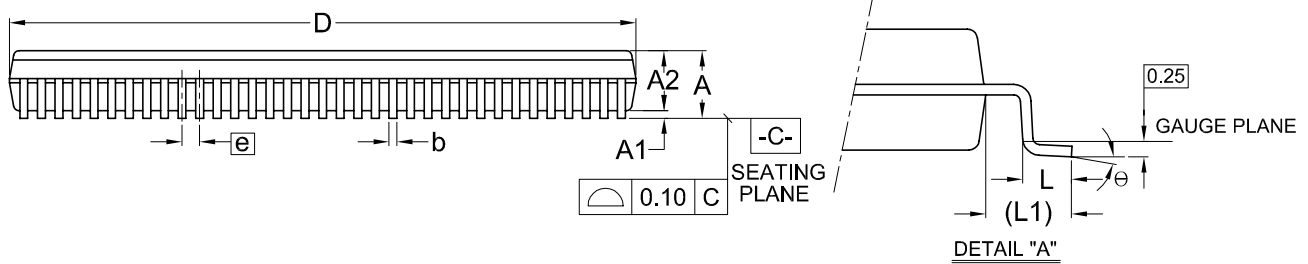 D
A2
A
0.25
GAUGE PLANE
e
b
A1
-C-
SEATING
PLANE
0.10 C
L
θ
(L1)
DETAIL "A"